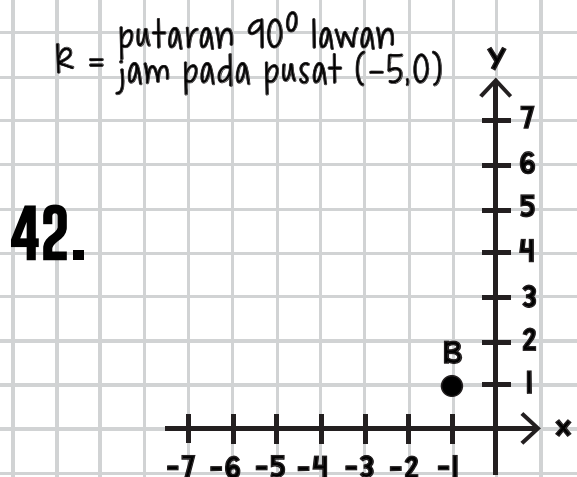 R = putaran 90⁰ lawan
jam pada pusat (-5,0)
42.
y
7
6
5
4
3
2
1
B
x
-7 -6 -5 -4 -3 -2 -1